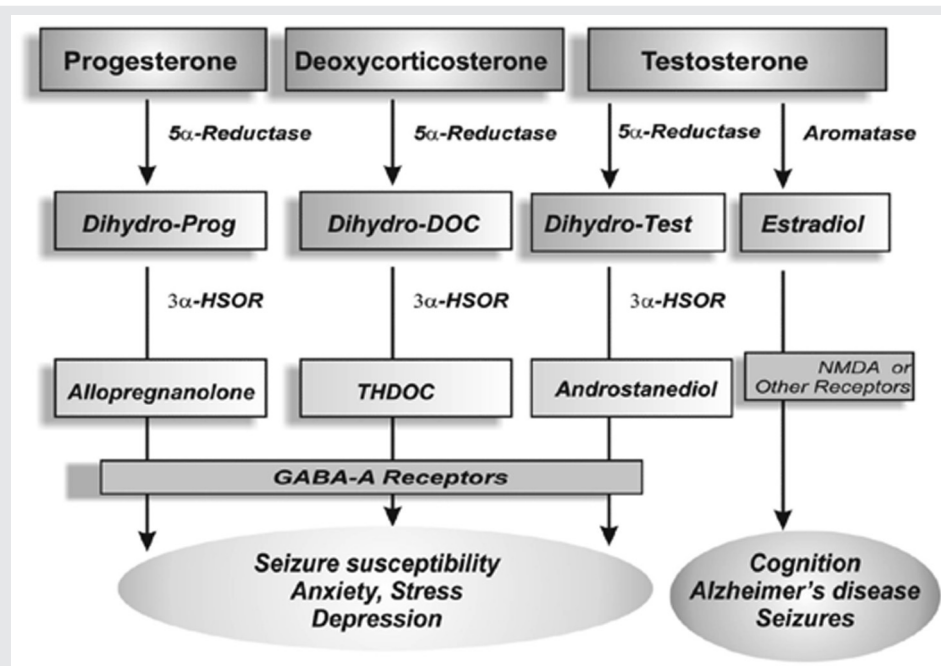 Progesterone
Deoxycorticosterone
Testosterone
5α-Reductase
5α-Reductase
5α-Reductase
Aromatase
Dihydro-Prog
Dihydro-DOC
Dihydro-Test
Estradiol
3α-HSOR
3α-HSOR
3α-HSOR
Allopregnanolone
THDOC
Androstanediol
NMDA or
Other Receptors
GABA-A Receptors
Seizure susceptibility
Anxiety, Stress
Depression
Cognition
Alzheimer's disease
Seizures